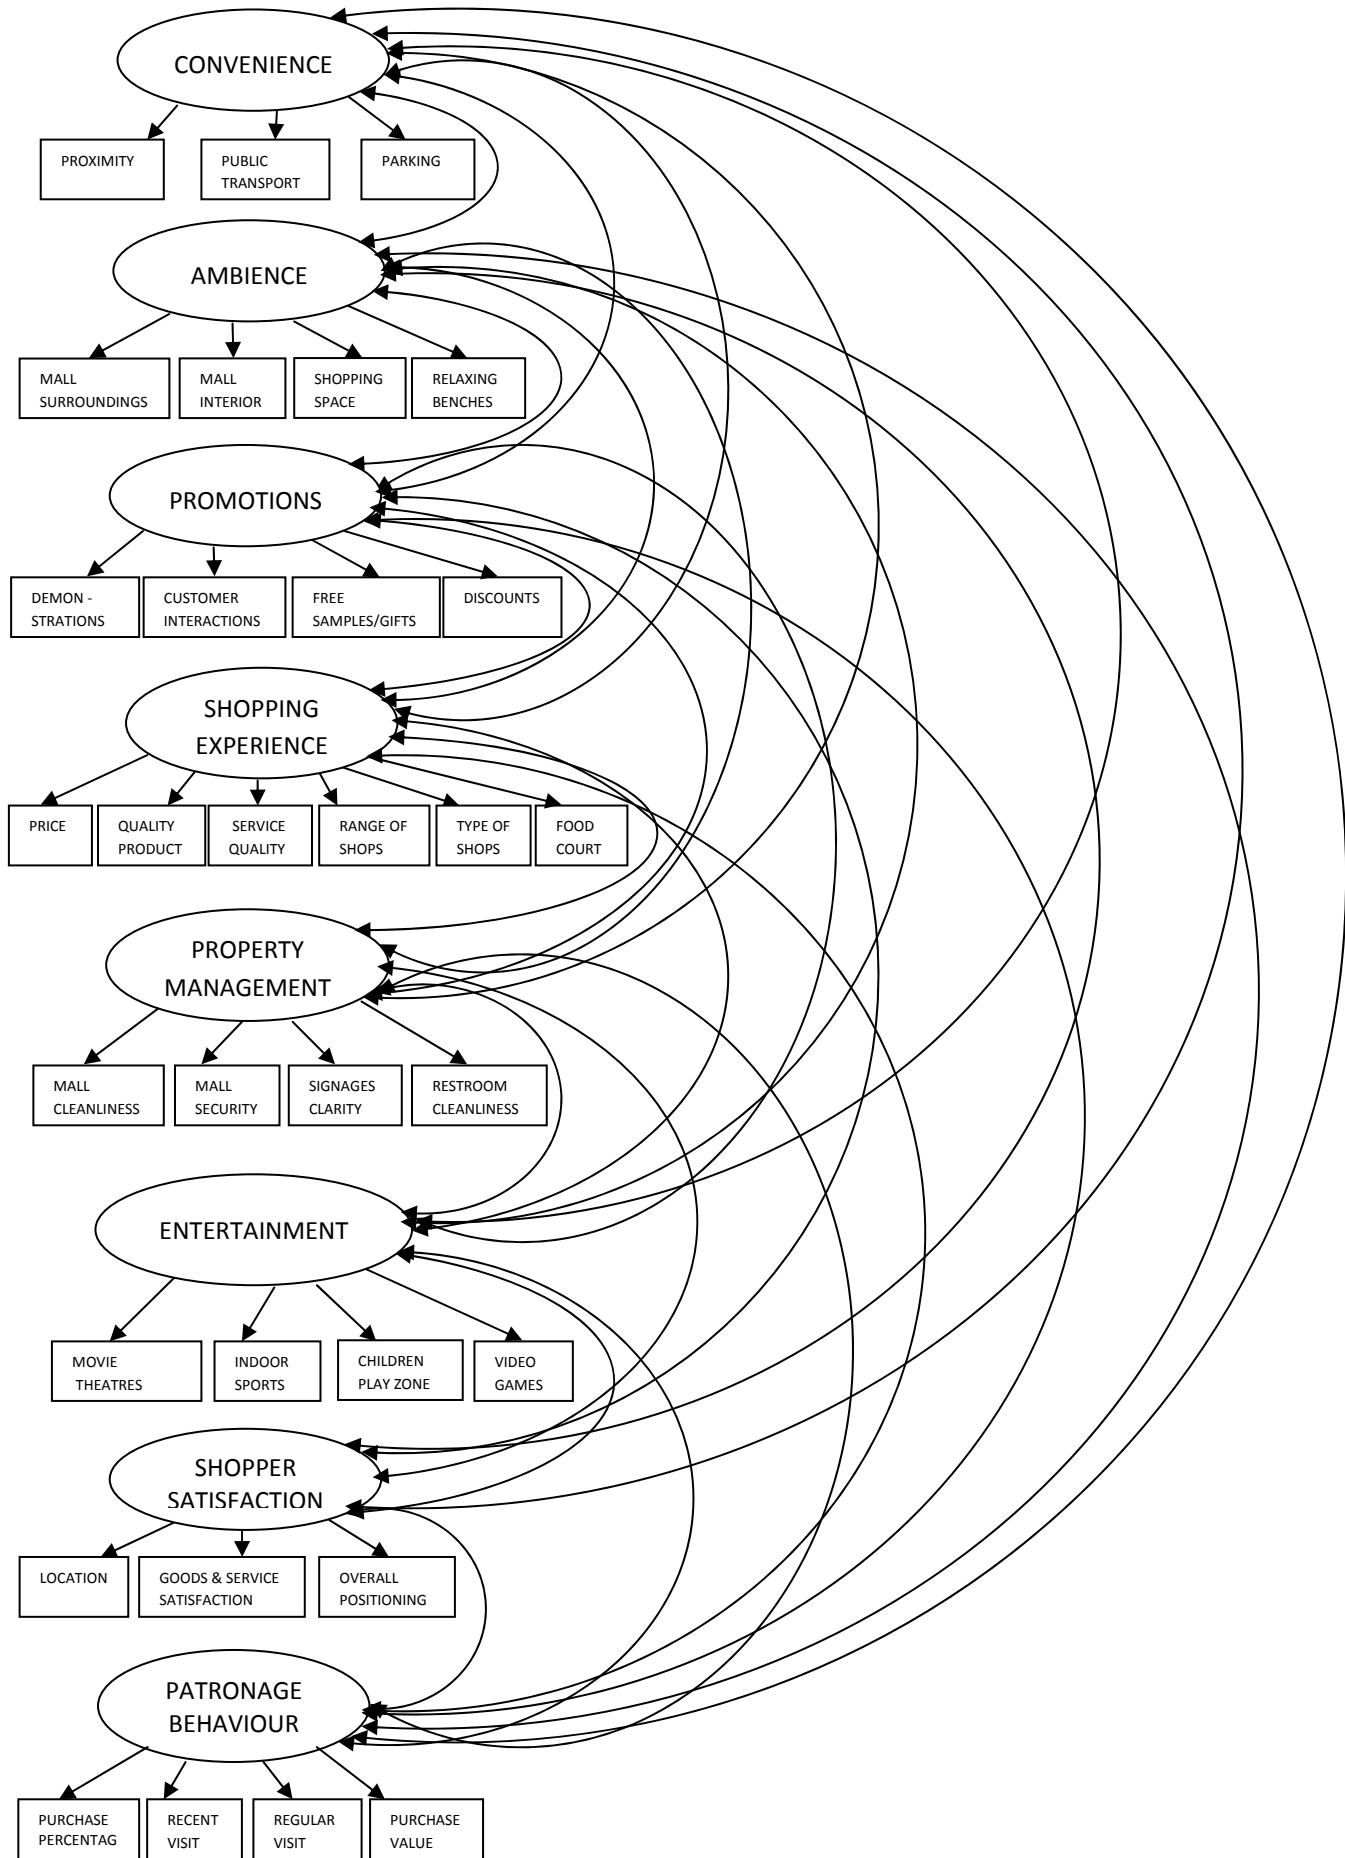 CONVENIENCE
PROXIMITY
PUBLIC
TRANSPORT
PARKING
AMBIENCE
MALL
SURROUNDINGS
MALL
INTERIOR
SHOPPING
SPACE
RELAXING
BENCHES
PROMOTIONS
DEMON -
STRATIONS
CUSTOMER
INTERACTIONS
FREE
SAMPLES/GIFTS
DISCOUNTS
SHOPPING
EXPERIENCE
PRICE
QUALITY
PRODUCT
SERVICE
QUALITY
RANGE OF
SHOPS
TYPE OF
SHOPS
FOOD
COURT
PROPERTY
MANAGEMENT
MALL
CLEANLINESS
MALL
SECURITY
SIGNAGES
CLARITY
RESTROOM
CLEANLINESS
ENTERTAINMENT
MOVIE
THEATRES
INDOOR
SPORTS
CHILDREN
PLAY ZONE
VIDEO
GAMES
SHOPPER
SATISFACTION
LOCATION
GOODS & SERVICE
SATISFACTION
OVERALL
POSITIONING
PATRONAGE
BEHAVIOUR
PURCHASE
PERCENTAG
RECENT
VISIT
REGULAR
VISIT
PURCHASE
VALUE